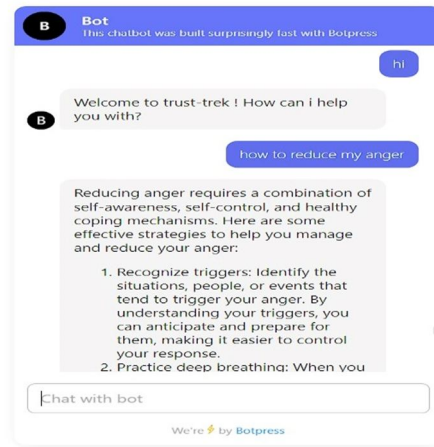 B
Bot
This chatbot was built surprisingly fast with Botpress
hi
Welcome to trust-trek ! How can i help
you with?
B
how to reduce my anger
Reducing anger requires a combination of
self-awareness, self-control, and healthy
coping mechanisms. Here are some
effective strategies to help you manage
and reduce your anger:
1. Recognize triggers: Identify the
situations, people, or events that
tend to trigger your anger. By
understanding your triggers, you
can anticipate and prepare for
them, making it easier to control
your response.
2. Practice deep breathing: When you
Chat with bot
We're ⚡ by Botpress